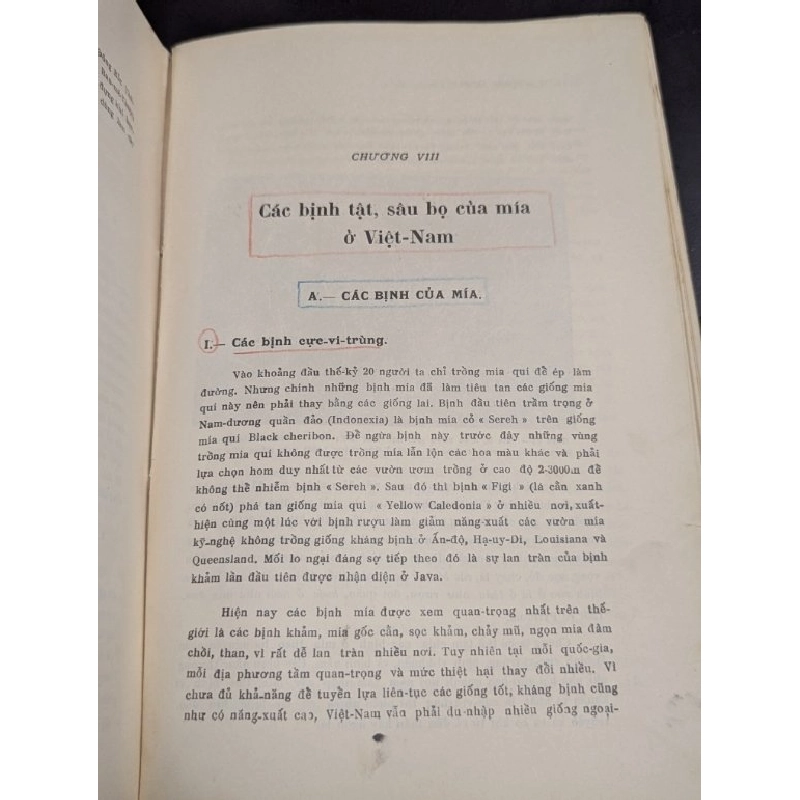 CHƯƠNG VIII
Các bịnh tật, sâu bọ của mía
ở Việt-Nam
A.— CÁC BỊNH CỦA MÍA.
I.— Các bịnh cực-vi-trùng.
Vào khoảng đầu thế-kỷ 20 người ta chỉ trồng mía quí để ép làm
đường. Nhưng chính những bịnh mía đã làm tiêu tan các giống mía
quí này nên phải thay bằng các giống lai. Bịnh đầu tiên trầm trọng ở
Nam-dương quần đảo (Indonexia) là bịnh mía cỏ « Sereh » trên giống
mía quí Black cheribon. Để ngừa bịnh này trước đây những vùng
trồng mía quí không được trồng mía lẫn lộn các hoa màu khác và phải
lựa chọn hom duy nhất từ các vườn ươm trồng ở cao độ 2-3000m để
không thể nhiễm bịnh « Sereh ». Sau đó thì bịnh « Figi » (lá cằn xanh
có nốt) phá tan giống mía quí « Yellow Caledonia » ở nhiều nơi, xuất-
hiện cùng một lúc với bịnh rượu làm giảm năng-xuất các vườn mía
kỹ-nghệ không trồng giống kháng bịnh ở Ấn-độ, Hạ-uy-Di, Louisiana và
Queensland. Mối lo ngại đáng sợ tiếp theo đó là sự lan tràn của bịnh
khảm lần đầu tiên được nhận diện ở Java.
Hiện nay các bịnh mía được xem quan-trọng nhất trên thế-
giới là các bịnh khảm, mía gốc cằn, sọc khảm, chảy mủ, ngọn mía đâm
chồi, than, vì rất dễ lan tràn nhiều nơi. Tuy nhiên tại mỗi quốc-gia,
mỗi địa phương tầm quan-trọng và mức thiệt hại thay đổi nhiều. Vì
chưa đủ khả-năng để tuyển lựa liên-tục các giống tốt, kháng bịnh cũng
như có năng-xuất cao, Việt-Nam vẫn phải du-nhập nhiều giống ngoại-